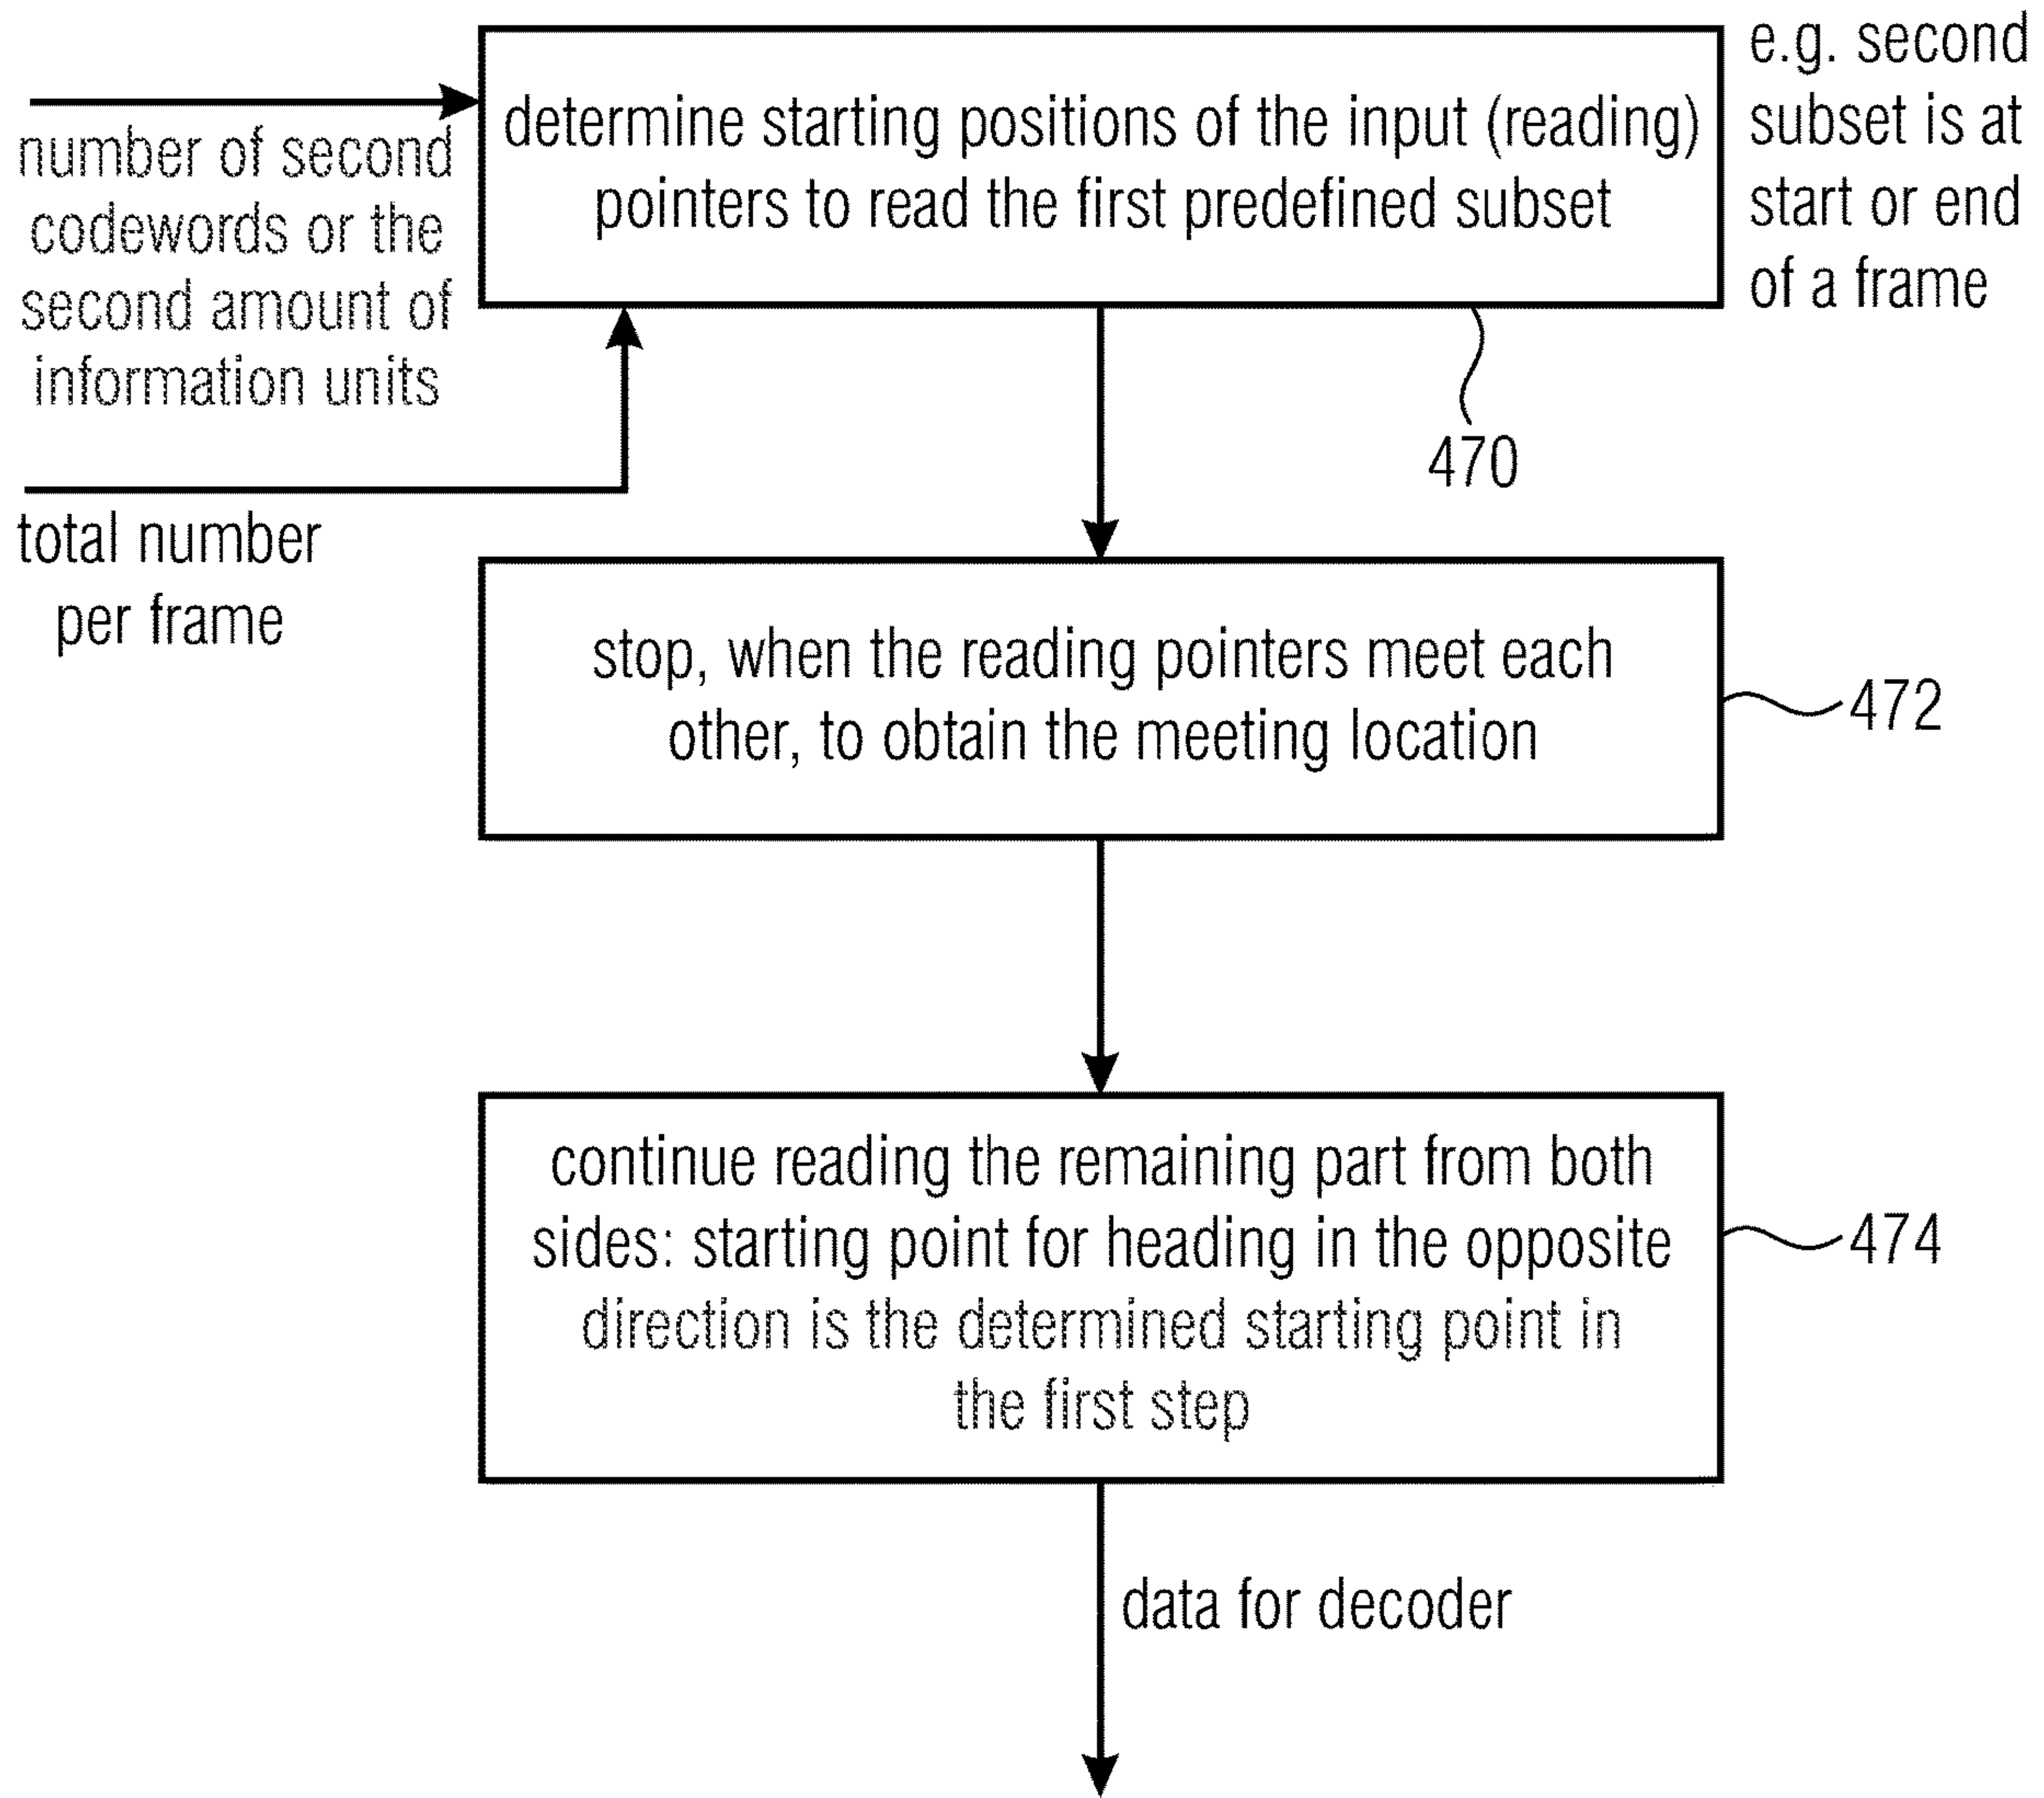 determine starting positions of the input (reading)
pointers to read the first predefined subset
e.g. second
subset is at
start or end
of a frame
number of second
codewords or the
second amount of
information units
470
total number
per frame
stop, when the reading pointers meet each
other, to obtain the meeting location
472
continue reading the remaining part from both
sides: starting point for heading in the opposite
direction is the determined starting point in
the first step
474
data for decoder